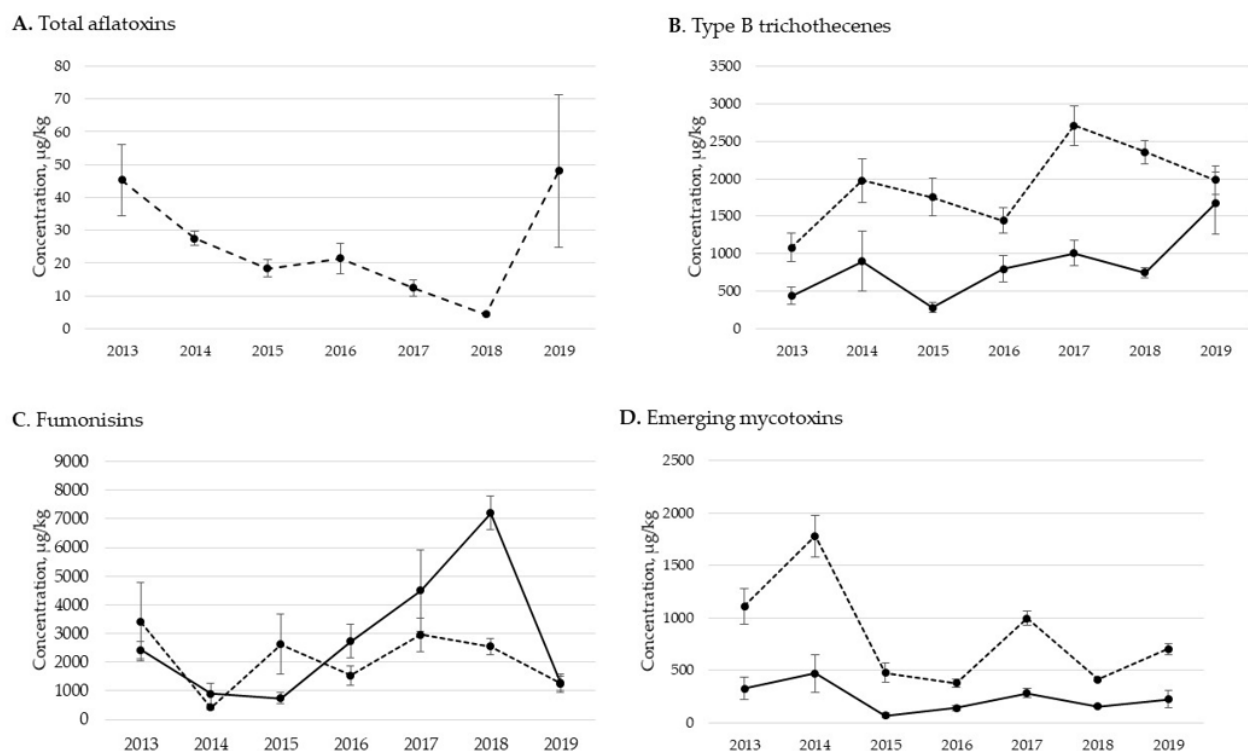 A. Total aflatoxins
Concentration, µg/kg
80
70
60
50
40
30
20
10
0
2013 2014 2015 2016 2017 2018 2019
B. Type B trichothecenes
Concentration, µg/kg
3500
3000
2500
2000
1500
1000
500
0
2013 2014 2015 2016 2017 2018 2019
C. Fumonisins
Concentration, µg/kg
9000
8000
7000
6000
5000
4000
3000
2000
1000
0
2013 2014 2015 2016 2017 2018 2019
D. Emerging mycotoxins
Concentration, µg/kg
2500
2000
1500
1000
500
0
2013 2014 2015 2016 2017 2018 2019